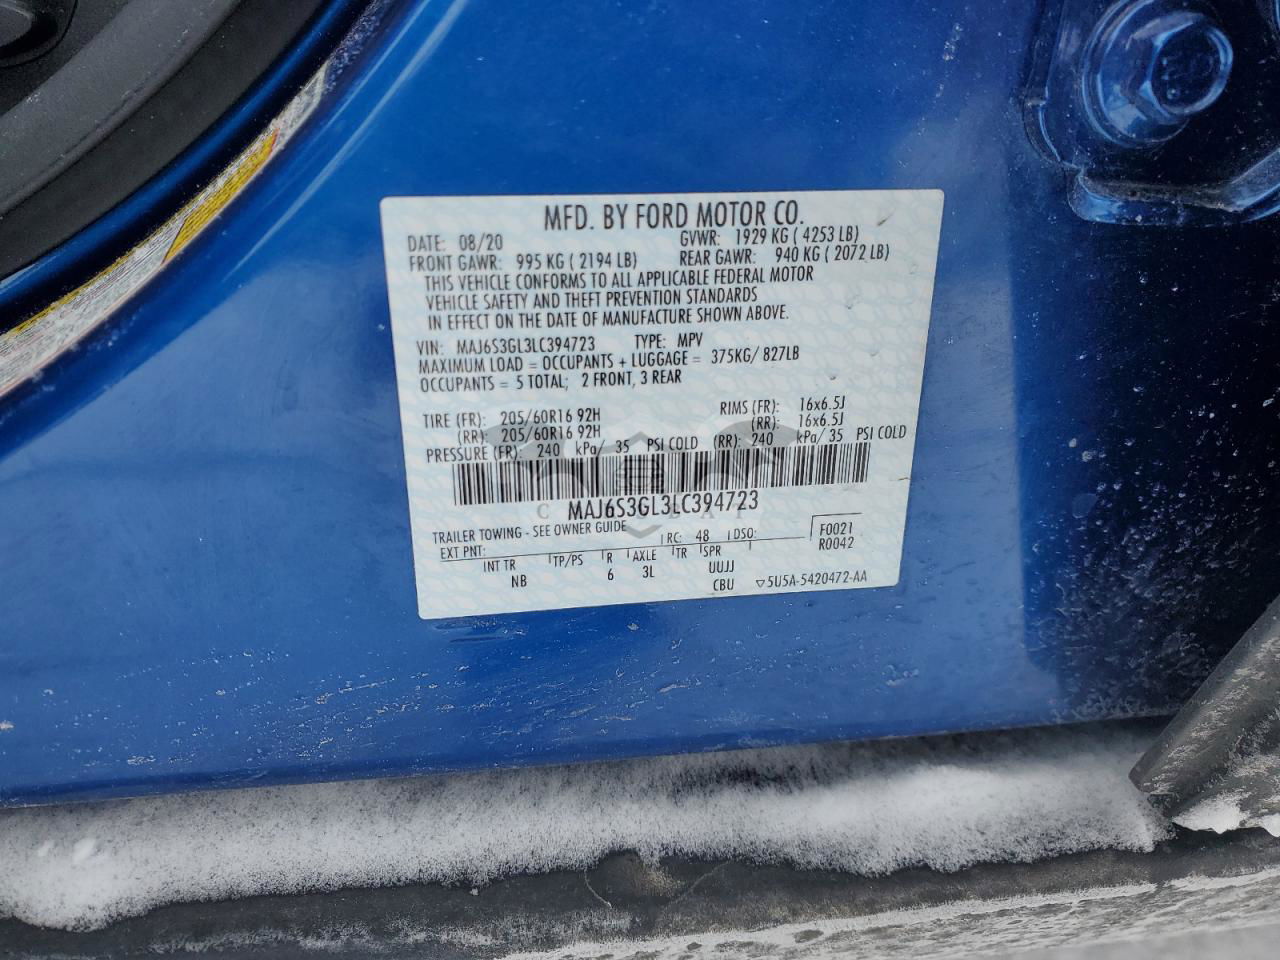 MFD. BY FORD MOTOR CO.
DATE: 08/20 GVWR: 1929 KG ( 4253 LB)
FRONT GAWR: 995 KG ( 2194 LB) REAR GAWR: 940 KG ( 2072 LB)
THIS VEHICLE CONFORMS TO ALL APPLICABLE FEDERAL MOTOR
VEHICLE SAFETY AND THEFT PREVENTION STANDARDS
IN EFFECT ON THE DATE OF MANUFACTURE SHOWN ABOVE.
VIN: MAJ6S3GL3LC394723 TYPE: MPV
MAXIMUM LOAD = OCCUPANTS + LUGGAGE = 375KG/ 827LB
OCCUPANTS = 5 TOTAL; 2 FRONT, 3 REAR
TIRE (FR): 205/60R16 92H RIMS (FR): 16x6.5J
(RR): 205/60R16 92H (RR): 16x6.5J
PRESSURE (FR): 240 kPa/ 35 PSI COLD (RR): 240 kPa/ 35 PSI COLD
MAJ6S3GL3LC394723
TRAILER TOWING - SEE OWNER GUIDE
EXT PNT: RC: 48 DSO: F0021
R0042
INT TR TP/PS R AXLE TR SPR
NB 6 3L UUJJ
CBU ▽5U5A-5420472-AA